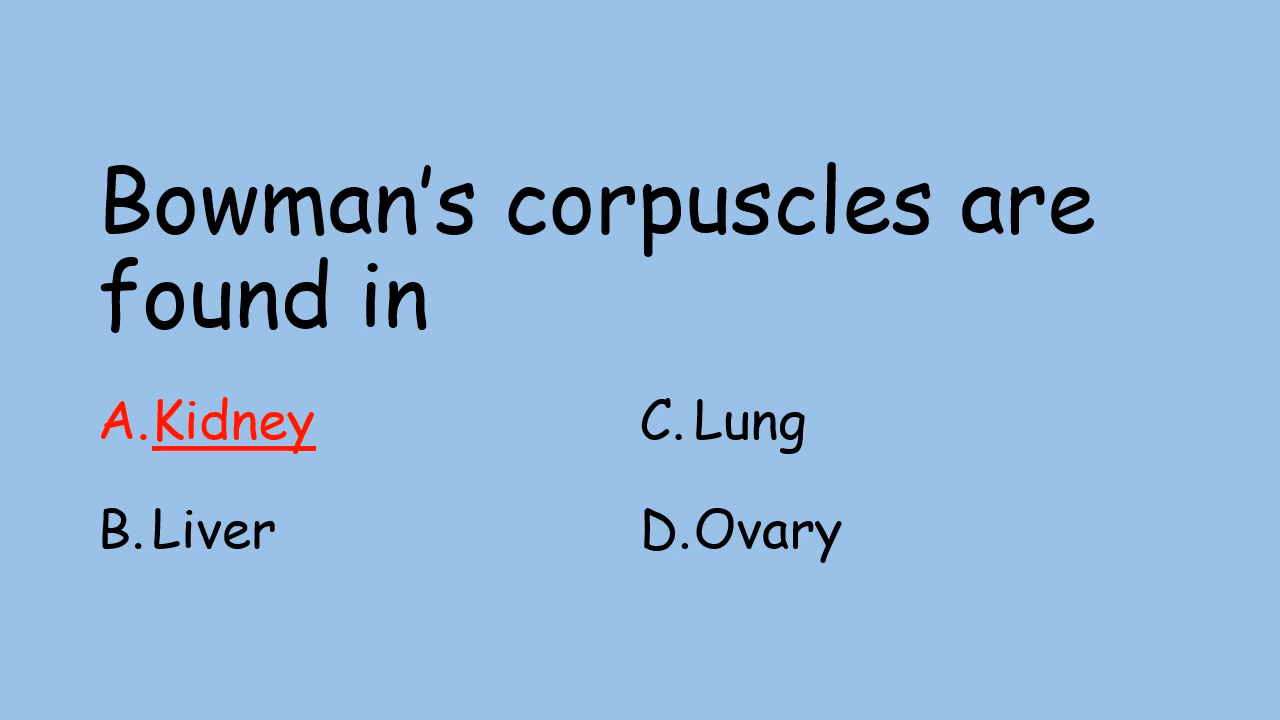 Bowman’s corpuscles are
found in
A. Kidney
B. Liver
C. Lung
D. Ovary